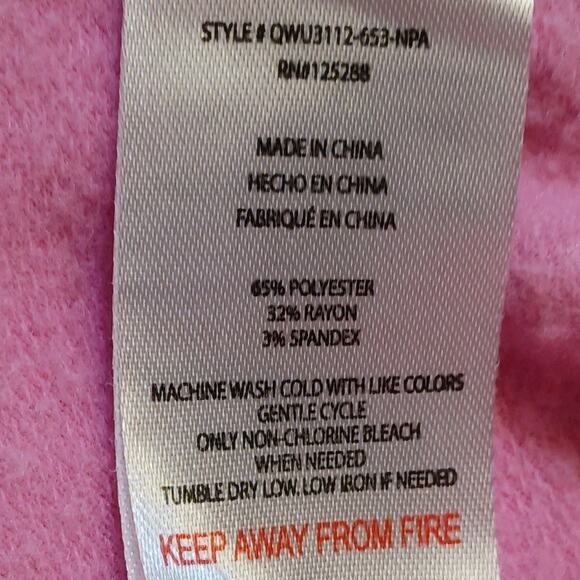 STYLE # QWU3112-653-NPA
RN#125288
MADE IN CHINA
HECHO EN CHINA
FABRIQUÉ EN CHINA
65% POLYESTER
32% RAYON
3% SPANDEX
MACHINE WASH COLD WITH LIKE COLORS
GENTLE CYCLE
ONLY NON-CHLORINE BLEACH
WHEN NEEDED
TUMBLE DRY LOW. LOW IRON IF NEEDED
KEEP AWAY FROM FIRE